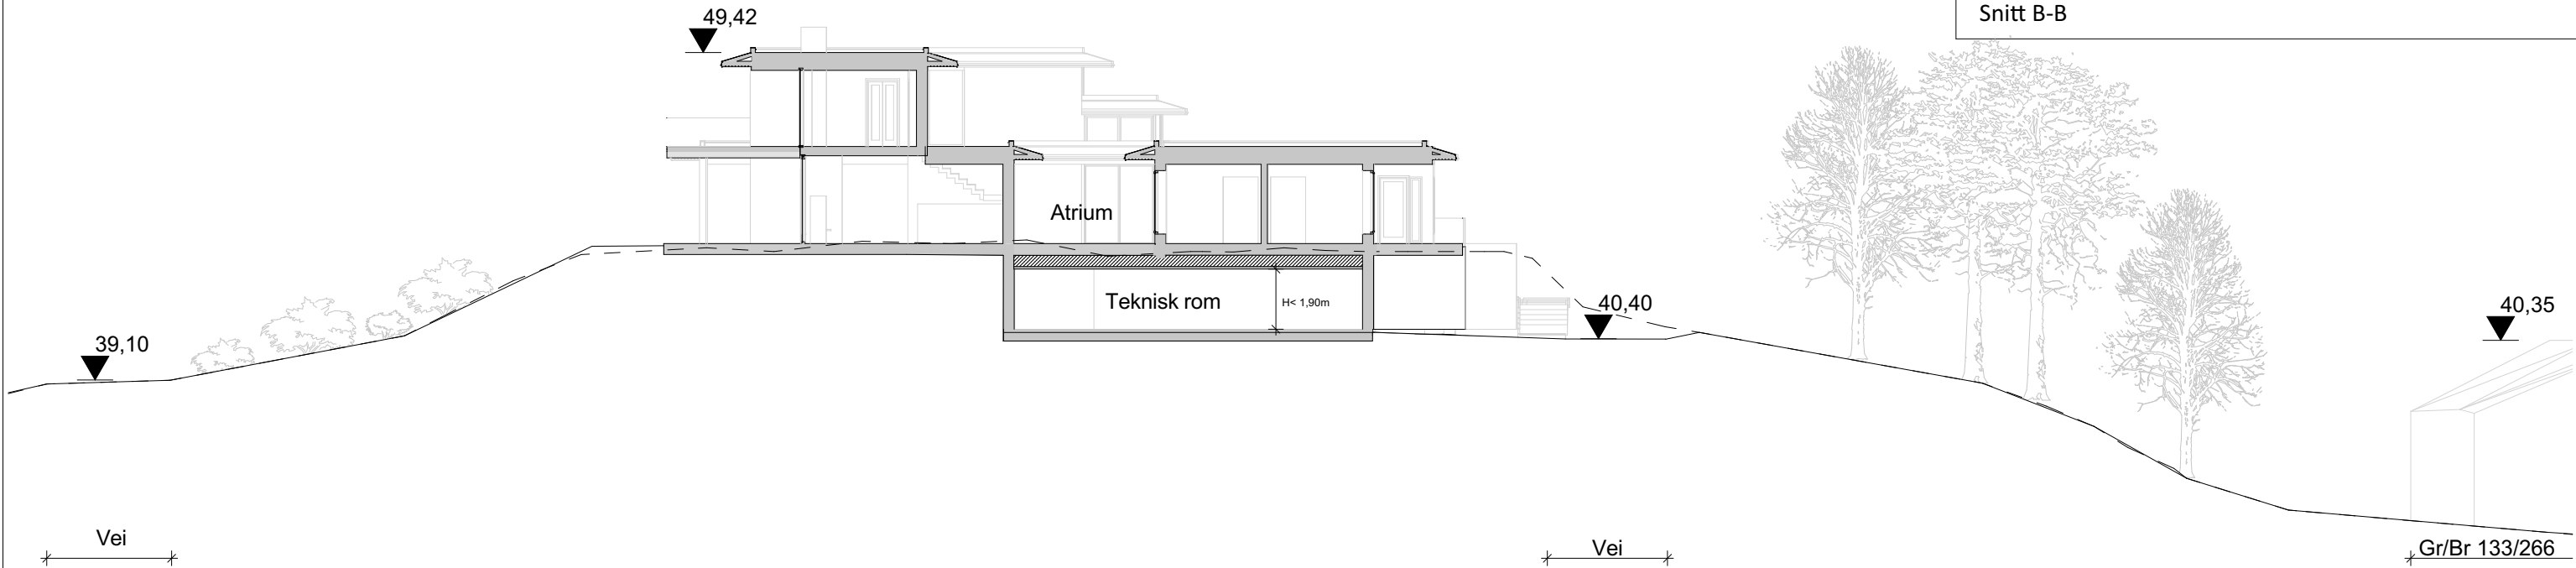 49,42
Snitt B-B
Atrium
Teknisk rom
H< 1,90m
40,40
40,35
39,10
Vei
Vei
Gr/Br 133/266